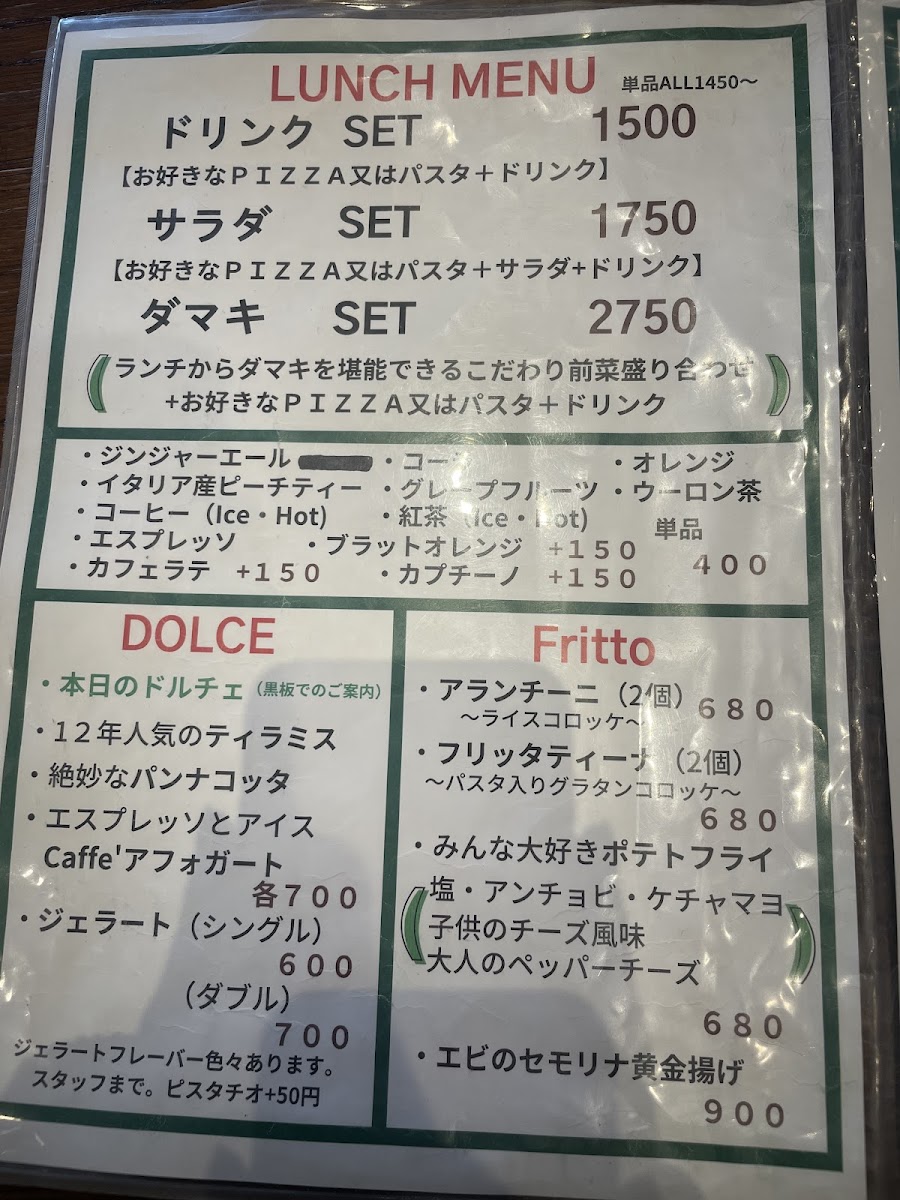 LUNCH MENU 単品ALL1450～
ドリンク SET 1500
【お好きなＰＩＺＺＡ又はパスタ＋ドリンク】
サラダ SET 1750
【お好きなＰＩＺＺＡ又はパスタ＋サラダ+ドリンク】
ダマキ SET 2750
ランチからダマキを堪能できるこだわり前菜盛り合わせ
+お好きなＰＩＺＺＡ又はパスタ＋ドリンク
・ジンジャーエール ・コーラ ・オレンジ
・イタリア産ピーチティー ・グレープフルーツ ・ウーロン茶
・コーヒー（Ice・Hot) ・紅茶（Ice・Hot)
・エスプレッソ ・ブラットオレンジ +１５０ 単品
・カフェラテ +１５０ ・カプチーノ +１５０ ４００
DOLCE
・本日のドルチェ（黒板でのご案内）
・１２年人気のティラミス
・絶妙なパンナコッタ
・エスプレッソとアイス
Caffe'アフォガート
各７００
・ジェラート（シングル）
６００
（ダブル）
７００
ジェラートフレーバー色々あります。
スタッフまで。ピスタチオ+50円
Fritto
・アランチーニ（2個） ６８０
～ライスコロッケ～
・フリッタティーナ（2個）
～パスタ入りグラタンコロッケ～
６８０
・みんな大好きポテトフライ
塩・アンチョビ・ケチャマヨ
子供のチーズ風味
大人のペッパーチーズ
６８０
・エビのセモリナ黄金揚げ
９００